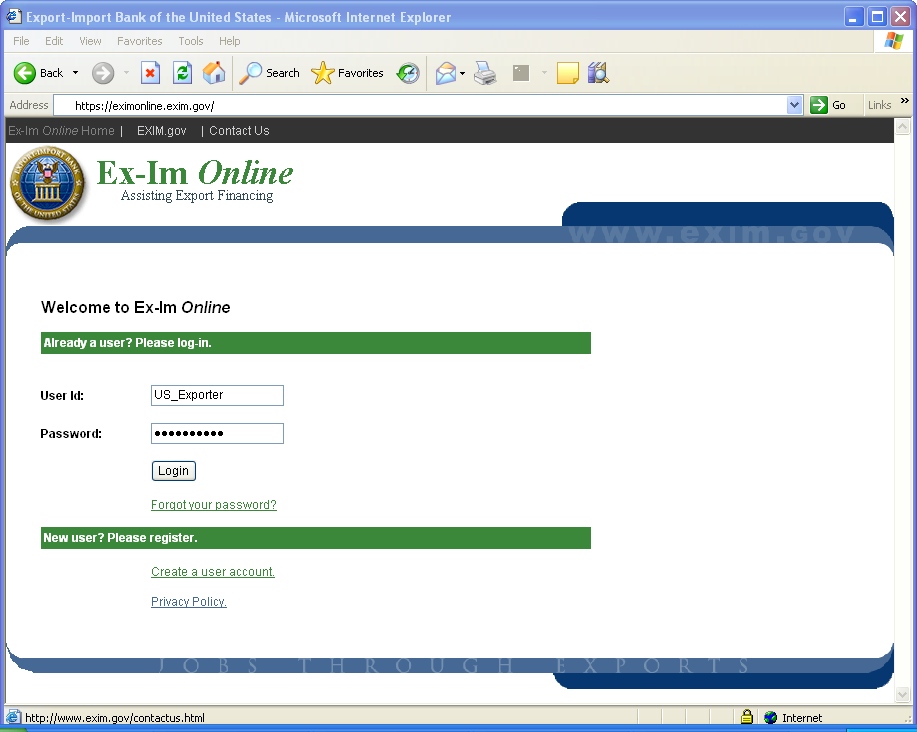 Export-Import Bank of the United States - Microsoft Internet Explorer
File Edit View Favorites Tools Help
Back Search Favorites
Address https://eximonline.exim.gov/ Go Links »
Ex-Im Online Home | EXIM.gov | Contact Us
EXPORT-IMPORT BANK OF THE UNITED STATES
Ex-Im Online
Assisting Export Financing
www.exim.gov
Welcome to Ex-Im Online
Already a user? Please log-in.
User Id: US_Exporter
Password: ●●●●●●●●●●
Login
Forgot your password?
New user? Please register.
Create a user account.
Privacy Policy.
JOBS THROUGH EXPORTS
http://www.exim.gov/contactus.html Internet